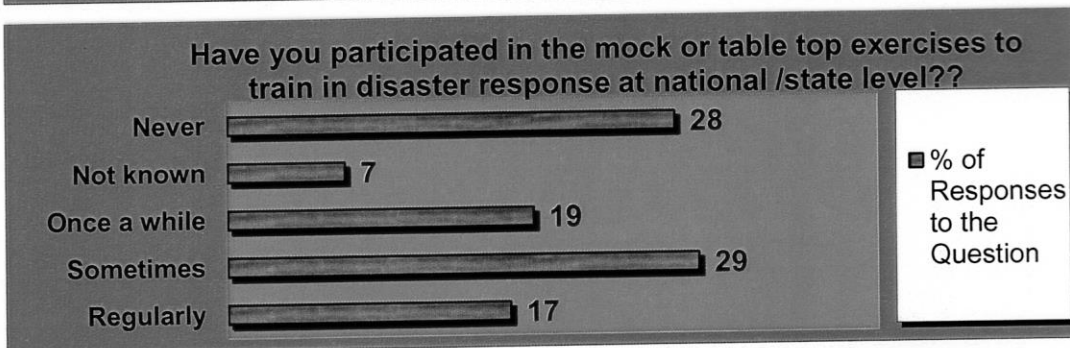 Have you participated in the mock or table top exercises to
train in disaster response at national /state level??
Never 28
Not known 7
Once a while 19
Sometimes 29
Regularly 17
% of
Responses
to the
Question